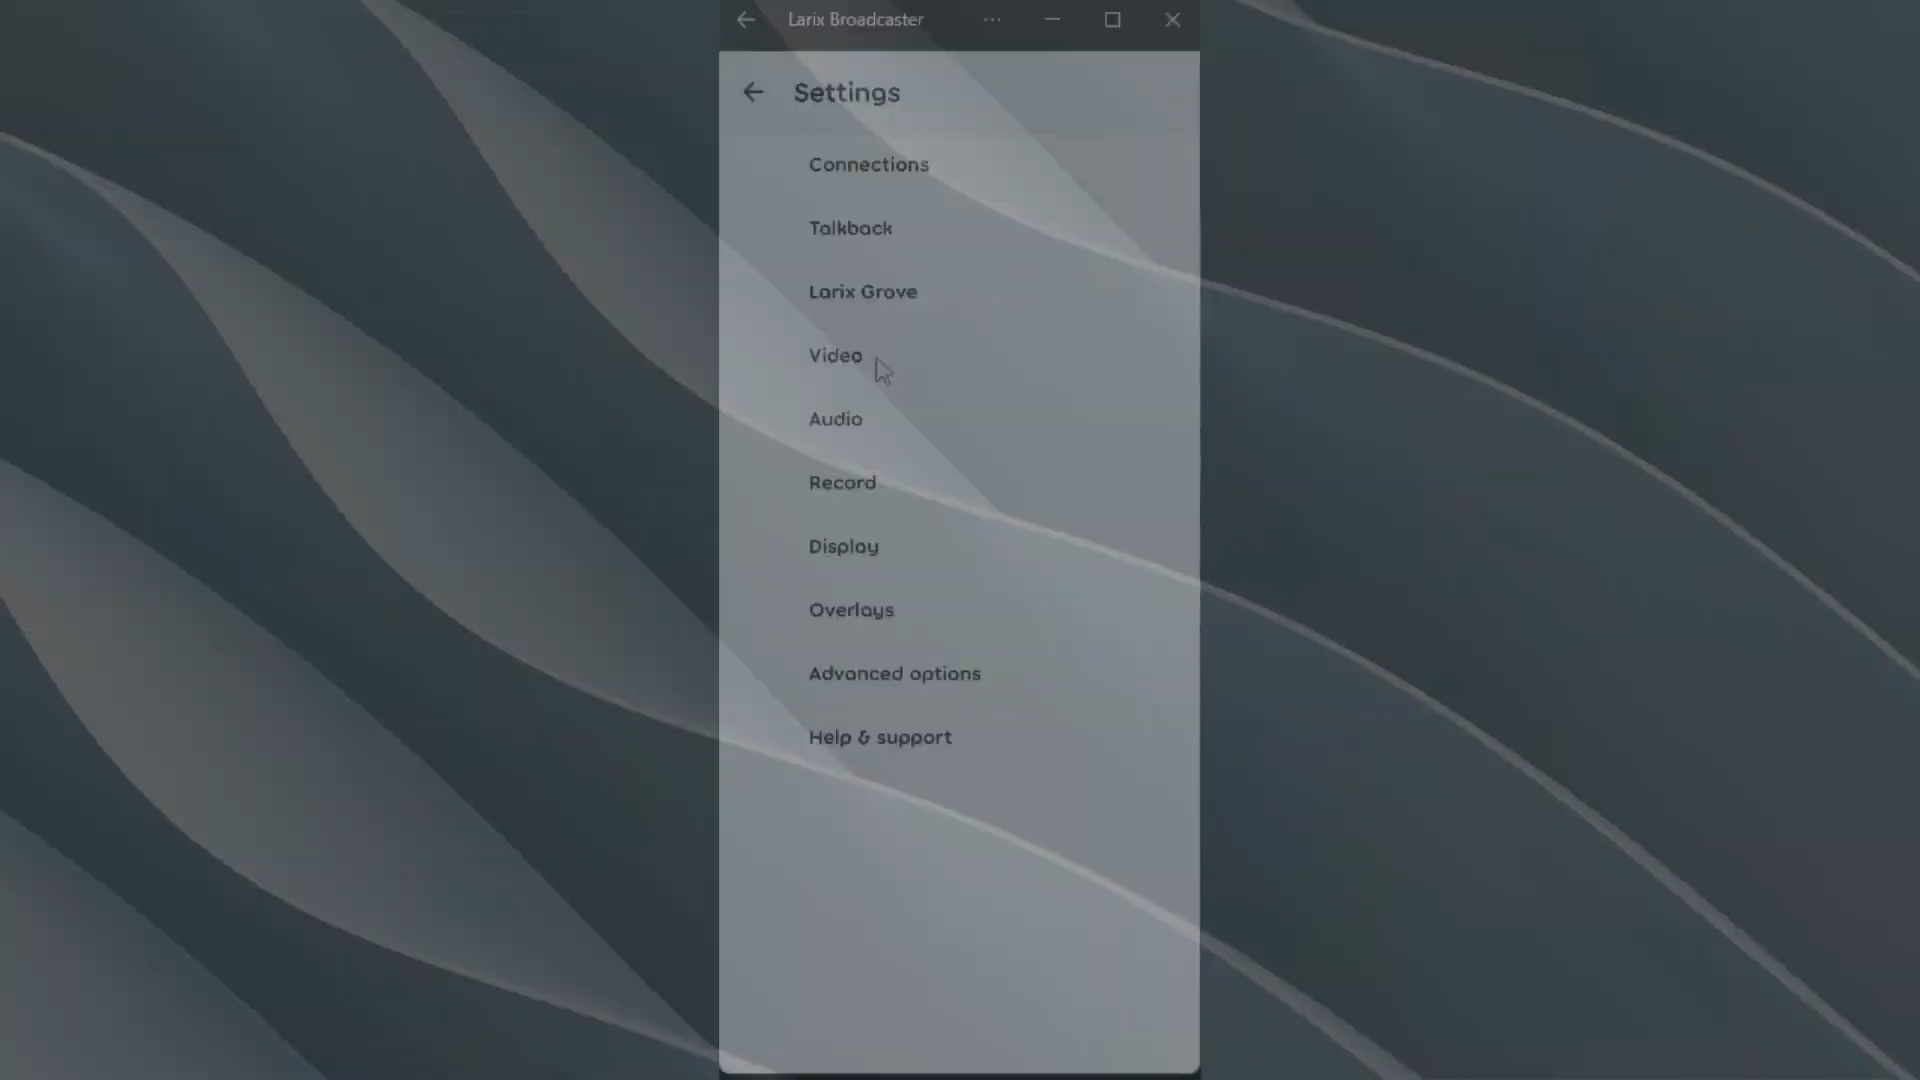 Larix Broadcaster
Settings
Connections
Talkback
Larix Grove
Video
Audio
Record
Display
Overlays
Advanced options
Help & support